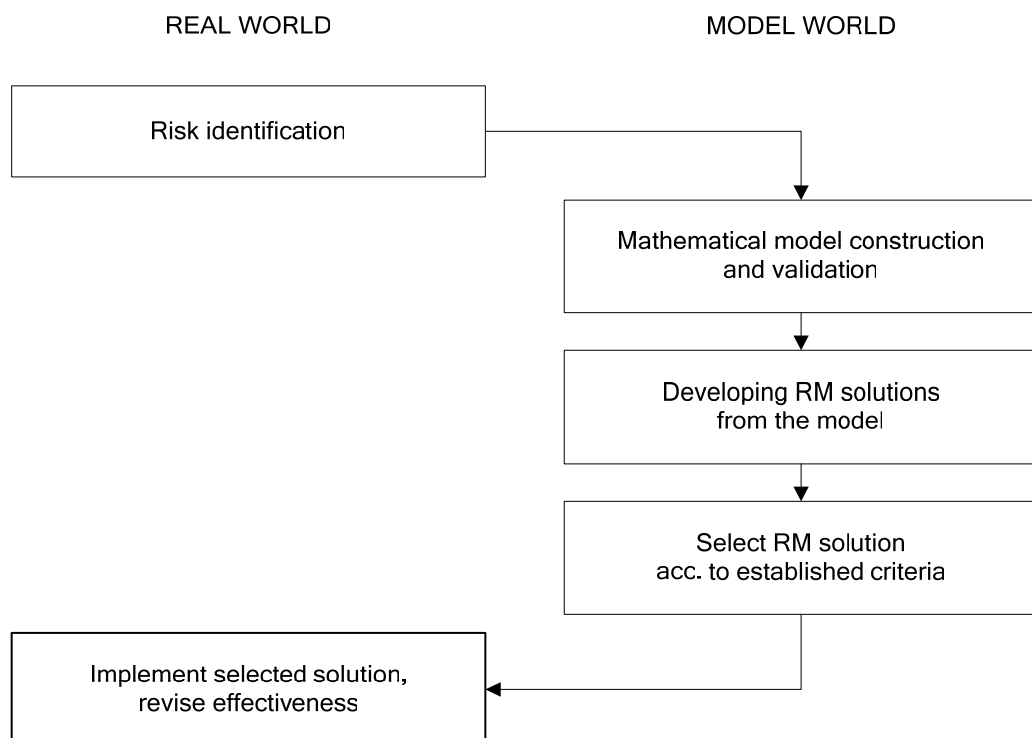 REAL WORLD
MODEL WORLD
Risk identification
Mathematical model construction
and validation
Developing RM solutions
from the model
Select RM solution
acc. to established criteria
Implement selected solution,
revise effectiveness